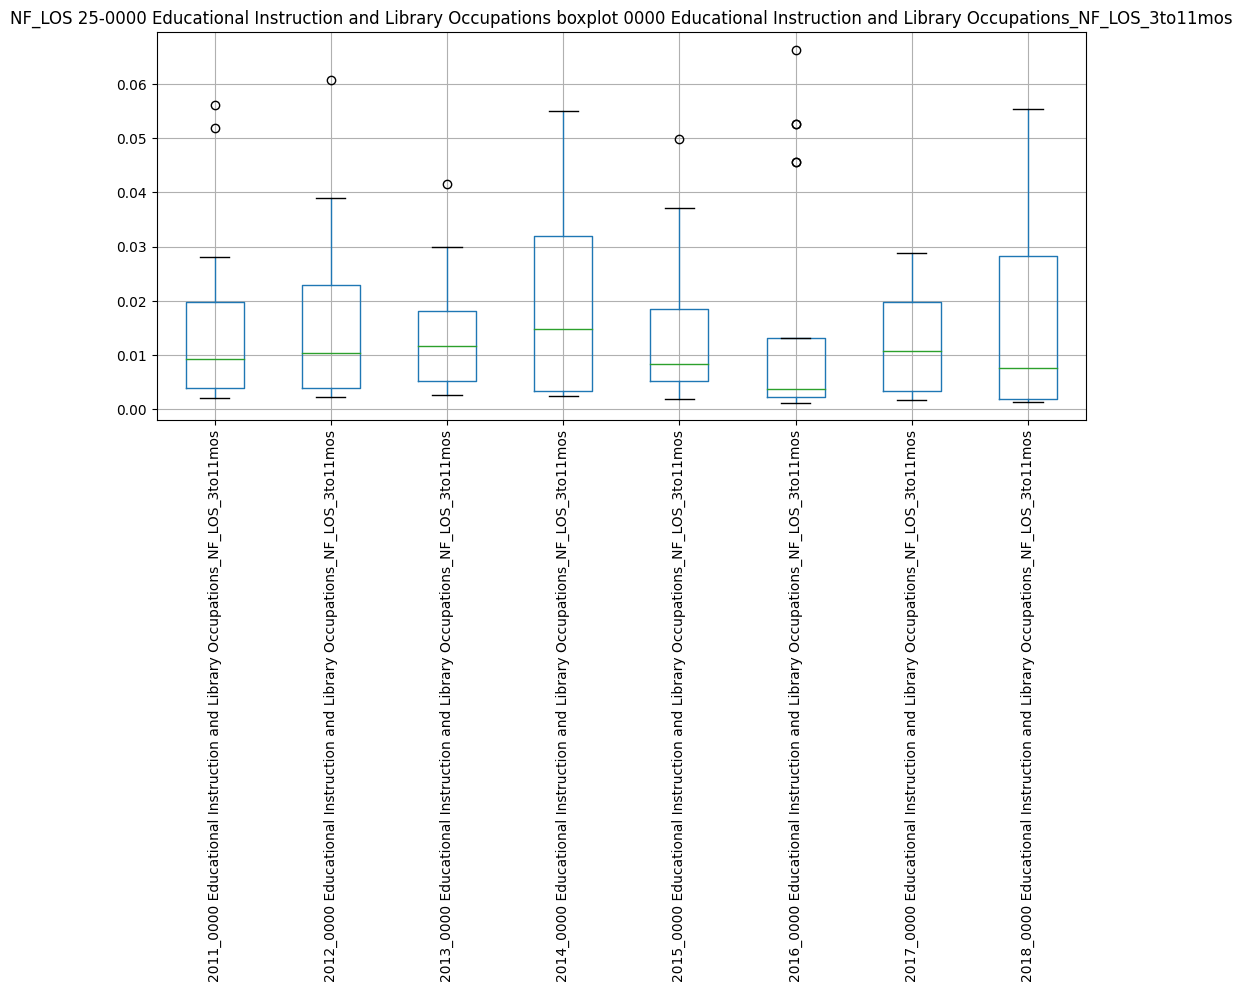 NF_LOS 25-0000 Educational Instruction and Library Occupations boxplot 0000 Educational Instruction and Library Occupations_NF_LOS_3to11mos
0.06
0.05
0.04
0.03
0.02
0.01
0.00
2011_0000 Educational Instruction and Library Occupations_NF_LOS_3to11mos
2012_0000 Educational Instruction and Library Occupations_NF_LOS_3to11mos
2013_0000 Educational Instruction and Library Occupations_NF_LOS_3to11mos
2014_0000 Educational Instruction and Library Occupations_NF_LOS_3to11mos
2015_0000 Educational Instruction and Library Occupations_NF_LOS_3to11mos
2016_0000 Educational Instruction and Library Occupations_NF_LOS_3to11mos
2017_0000 Educational Instruction and Library Occupations_NF_LOS_3to11mos
2018_0000 Educational Instruction and Library Occupations_NF_LOS_3to11mos